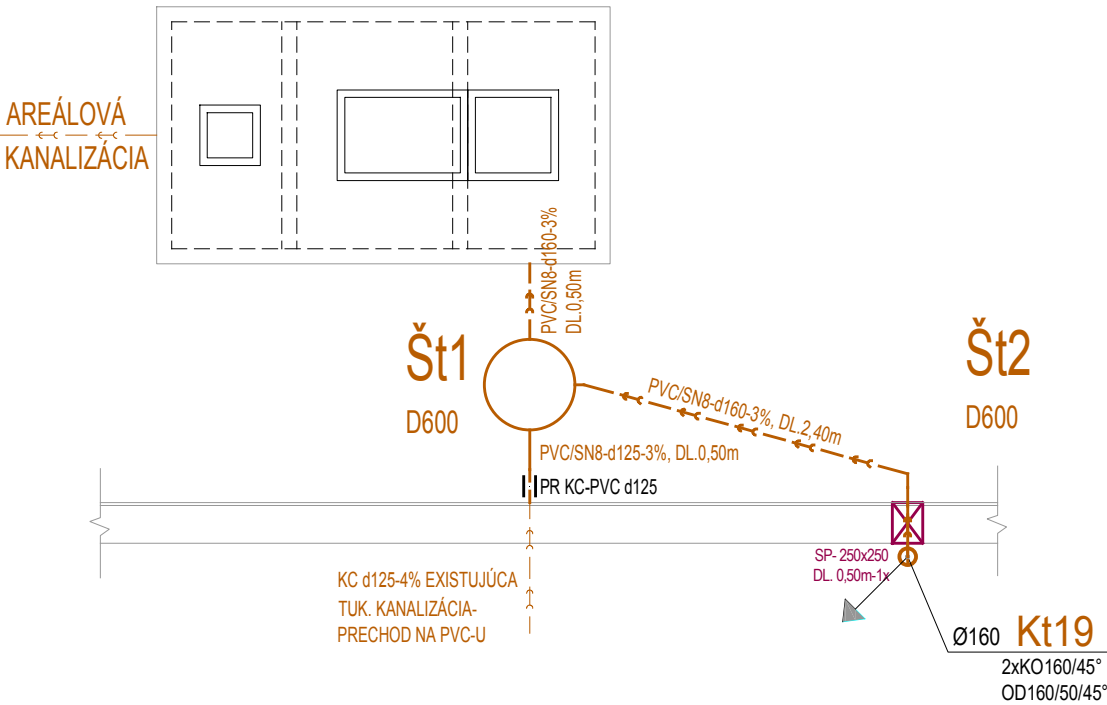 AREÁLOVÁ
KANALIZÁCIA
PVC/SN8-d160-3%
DL.0,50m
Št1
D600
PVC/SN8-d160-3%, DL.2,40m
Št2
D600
PVC/SN8-d125-3%, DL.0,50m
PR KC-PVC d125
SP- 250x250
DL. 0,50m-1x
KC d125-4% EXISTUJÚCA
TUK. KANALIZÁCIA-
PRECHOD NA PVC-U
Ø160 Kt19
2xKO160/45°
OD160/50/45°